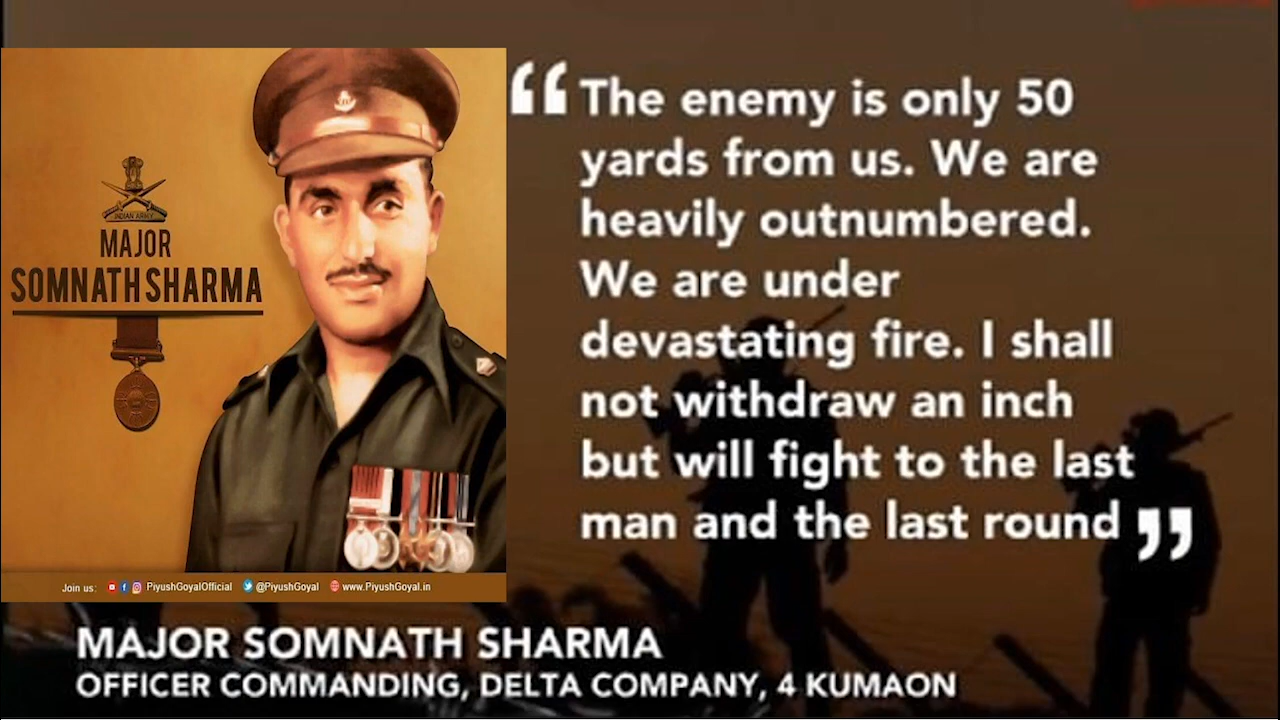 INDIAN ARMY
MAJOR
SOMNATH SHARMA
Join us: PiyushGoyalOfficial @PiyushGoyal www.PiyushGoyal.in
“The enemy is only 50
yards from us. We are
heavily outnumbered.
We are under
devastating fire. I shall
not withdraw an inch
but will fight to the last
man and the last round”
MAJOR SOMNATH SHARMA
OFFICER COMMANDING, DELTA COMPANY, 4 KUMAON